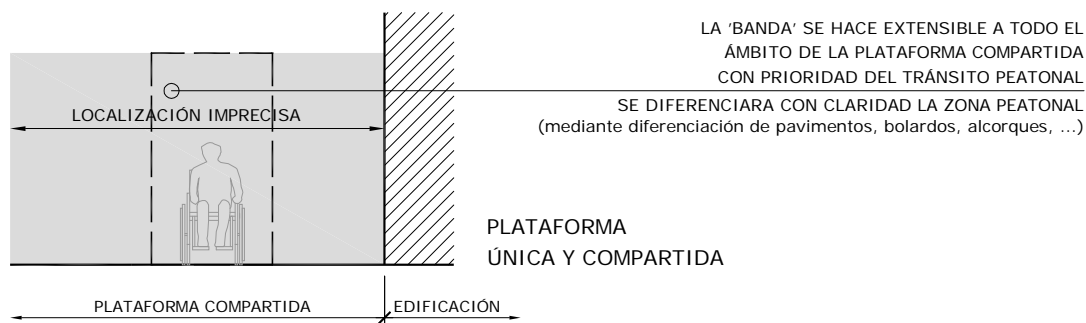 LA 'BANDA' SE HACE EXTENSIBLE A TODO EL
ÁMBITO DE LA PLATAFORMA COMPARTIDA
CON PRIORIDAD DEL TRÁNSITO PEATONAL
SE DIFERENCIARA CON CLARIDAD LA ZONA PEATONAL
(mediante diferenciación de pavimentos, bolardos, alcorques, ...)
LOCALIZACIÓN IMPRECISA
PLATAFORMA
ÚNICA Y COMPARTIDA
PLATAFORMA COMPARTIDA
EDIFICACIÓN